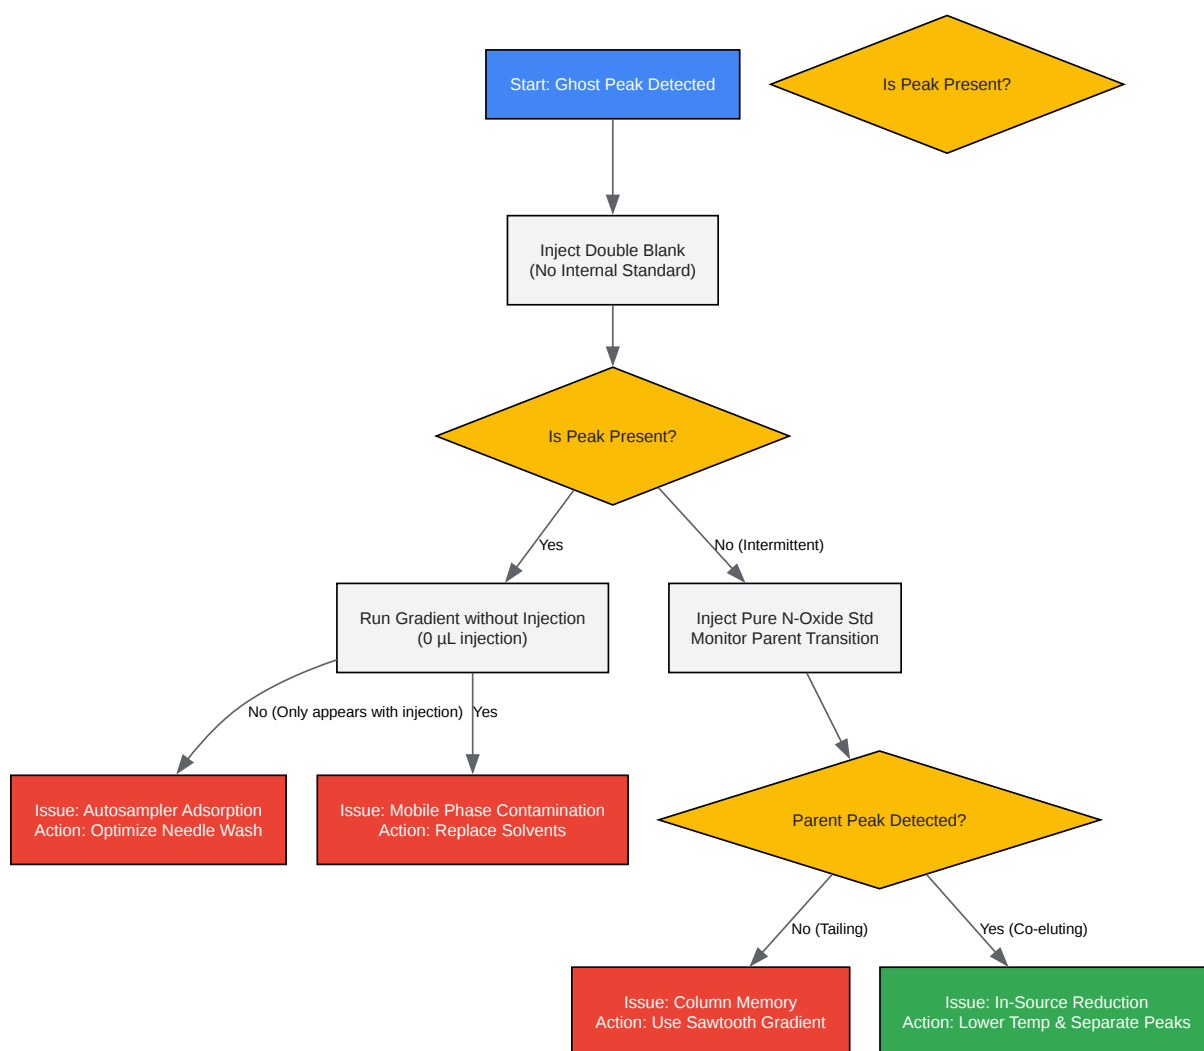 Start: Ghost Peak Detected
Is Peak Present?
Inject Double Blank
(No Internal Standard)
Is Peak Present?
Yes
No (Intermittent)
Run Gradient without Injection
(0 µL injection)
Inject Pure N-Oxide Std
Monitor Parent Transition
No (Only appears with injection)
Yes
Issue: Autosampler Adsorption
Action: Optimize Needle Wash
Issue: Mobile Phase Contamination
Action: Replace Solvents
Parent Peak Detected?
No (Tailing)
Yes (Co-eluting)
Issue: Column Memory
Action: Use Sawtooth Gradient
Issue: In-Source Reduction
Action: Lower Temp & Separate Peaks